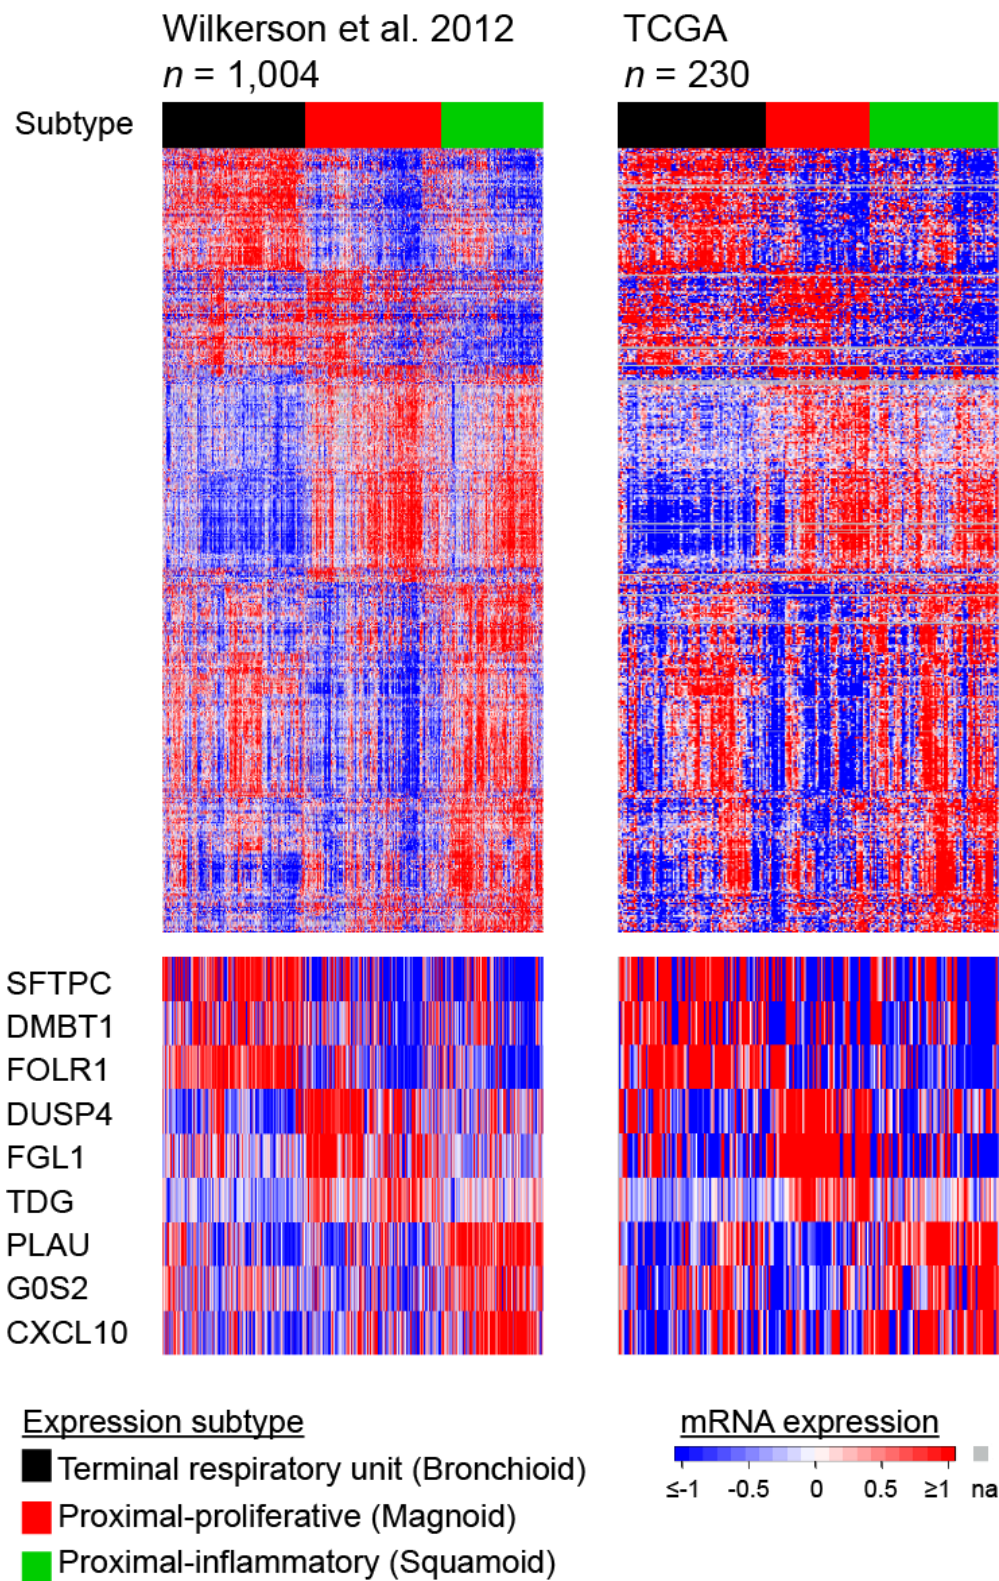 Wilkerson et al. 2012
n = 1,004
TCGA
n = 230
Subtype
SFTPC
DMBT1
FOLR1
DUSP4
FGL1
TDG
PLAU
G0S2
CXCL10
Expression subtype
Terminal respiratory unit (Bronchioid)
Proximal-proliferative (Magnoid)
Proximal-inflammatory (Squamoid)
mRNA expression
≤-1 -0.5 0 0.5 ≥1 na